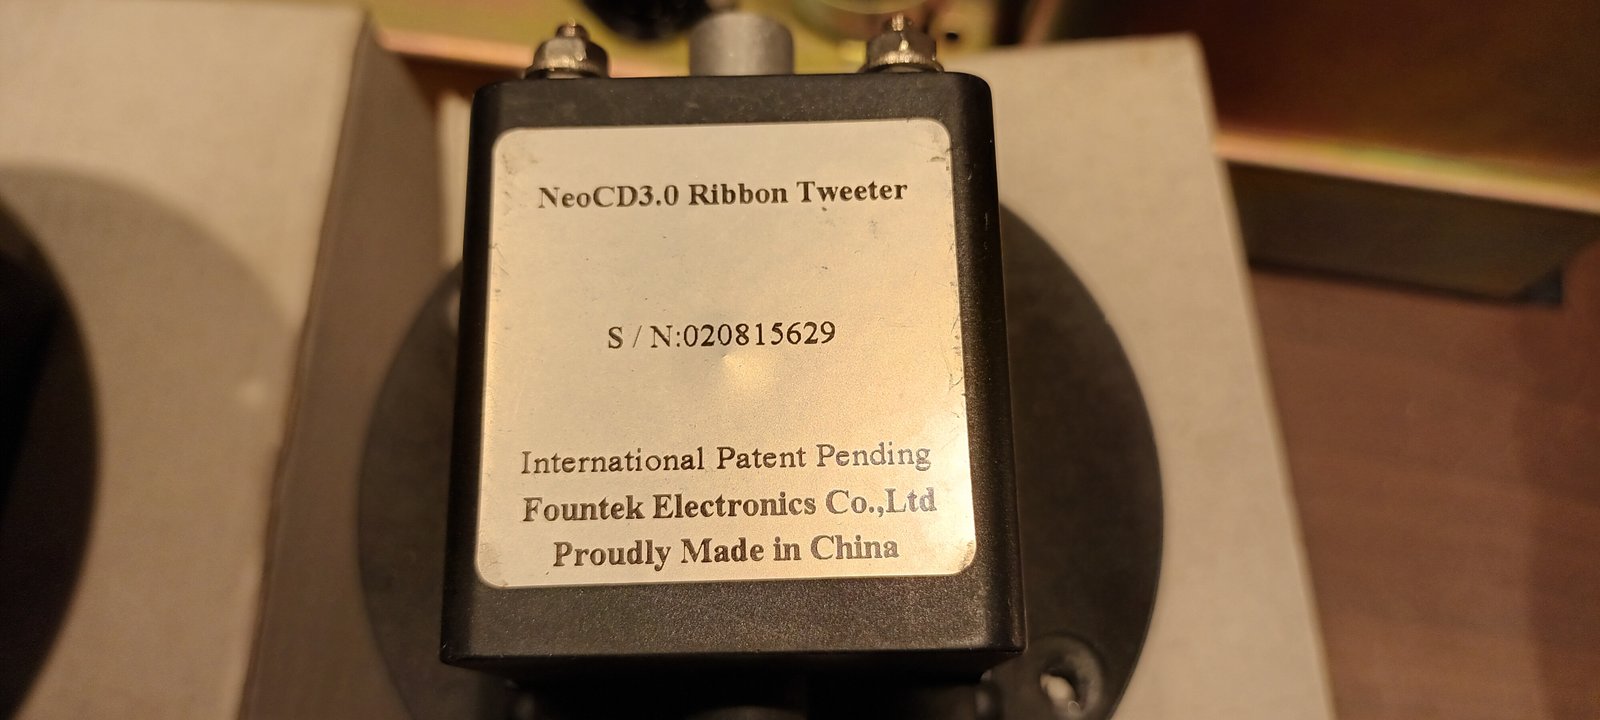 NeoCD3.0 Ribbon Tweeter
S / N:020815629
International Patent Pending
Fountek Electronics Co.,Ltd
Proudly Made in China